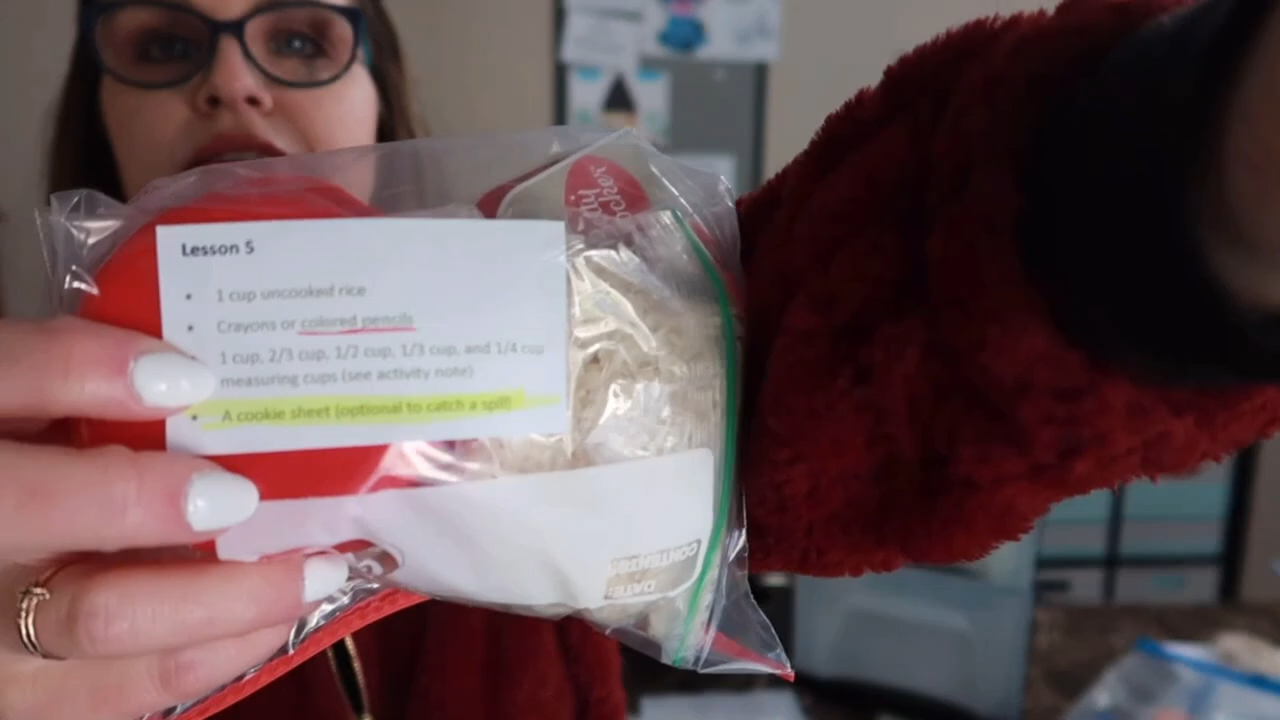 Lesson 5
• 1 cup uncooked rice
• Crayons or colored pencils
1 cup, 2/3 cup, 1/2 cup, 1/3 cup, and 1/4 cup
measuring cups (see activity note)
• A cookie sheet (optional to catch a spill)
CONTENTS:
DATE: